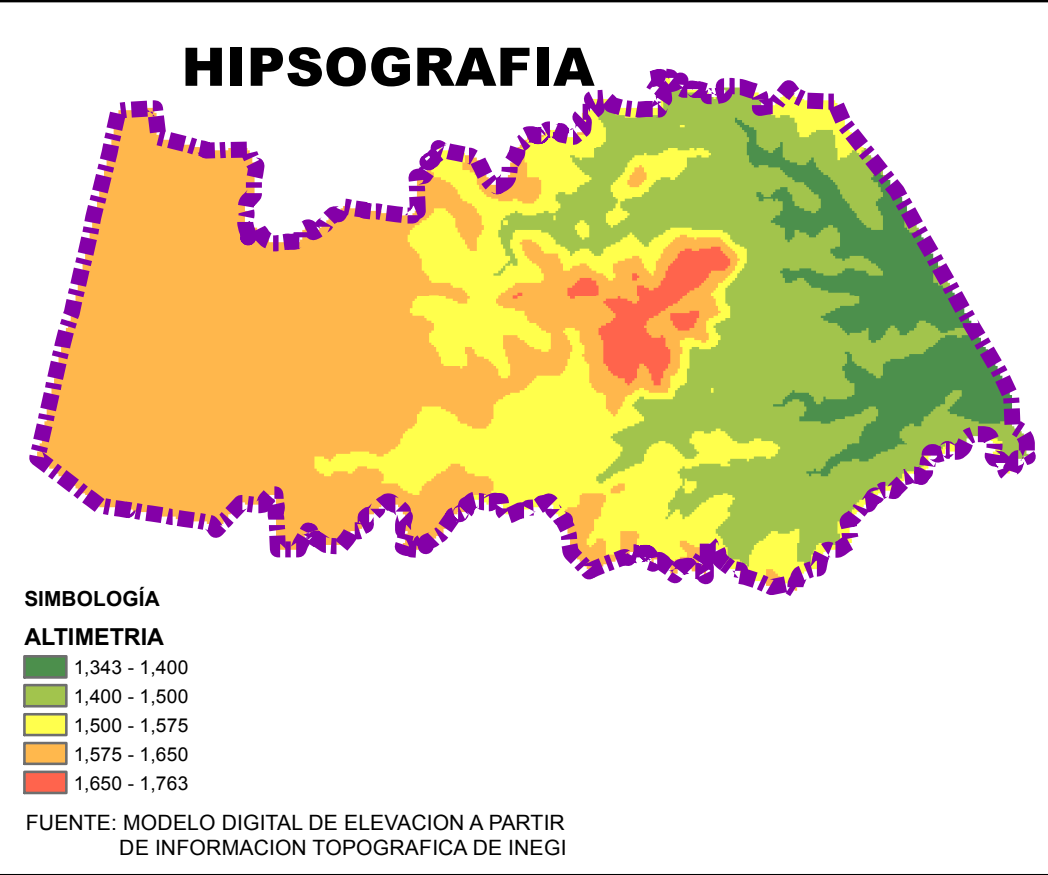 HIPSOGRAFIA
SIMBOLOGÍA
ALTIMETRIA
1,343 - 1,400
1,400 - 1,500
1,500 - 1,575
1,575 - 1,650
1,650 - 1,763
FUENTE: MODELO DIGITAL DE ELEVACION A PARTIR
DE INFORMACION TOPOGRAFICA DE INEGI